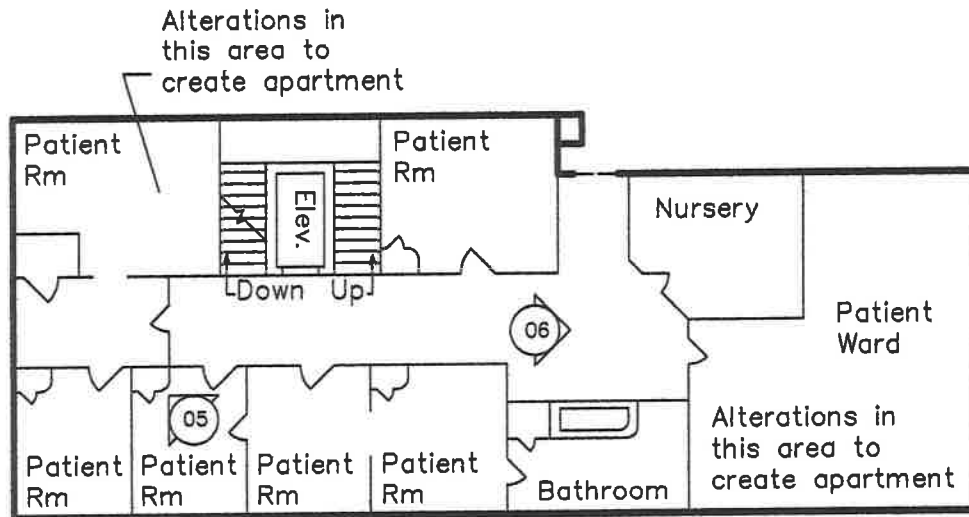 Alterations in
this area to
create apartment
Patient
Rm
Patient
Rm
Elev.
Nursery
Down
Up
06
Patient
Ward
05
Alterations in
this area to
create apartment
Patient
Rm
Patient
Rm
Patient
Rm
Patient
Rm
Bathroom